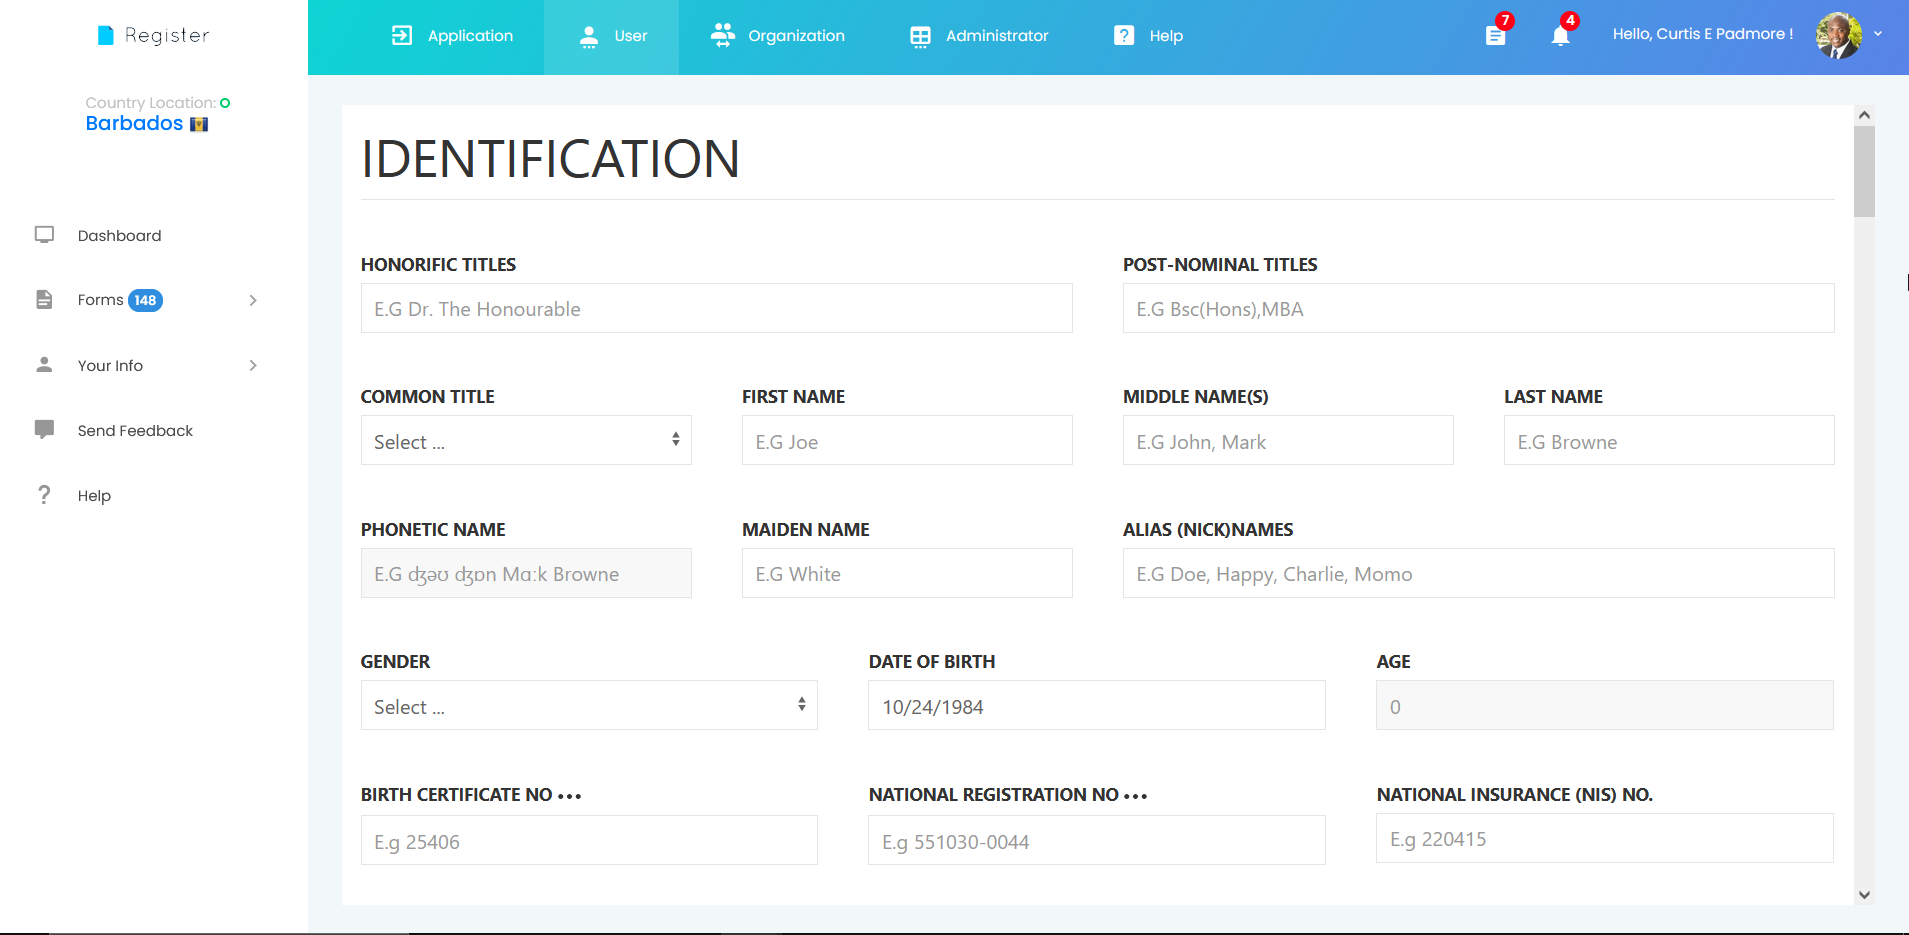 Register
Application
User
Organization
Administrator
? Help
7
4
Hello, Curtis E Padmore !
Country Location:
Barbados
Dashboard
Forms 148
Your Info
Send Feedback
? Help
IDENTIFICATION
HONORIFIC TITLES
POST-NOMINAL TITLES
E.G Dr. The Honourable
E.G Bsc(Hons),MBA
COMMON TITLE
FIRST NAME
MIDDLE NAME(S)
LAST NAME
Select ...
E.G Joe
E.G John, Mark
E.G Browne
PHONETIC NAME
MAIDEN NAME
ALIAS (NICK)NAMES
E.G ʤəʊ ʤɒn Mɑːk Browne
E.G White
E.G Doe, Happy, Charlie, Momo
GENDER
DATE OF BIRTH
AGE
Select ...
10/24/1984
0
BIRTH CERTIFICATE NO •••
NATIONAL REGISTRATION NO •••
NATIONAL INSURANCE (NIS) NO.
E.g 25406
E.g 551030-0044
E.g 220415